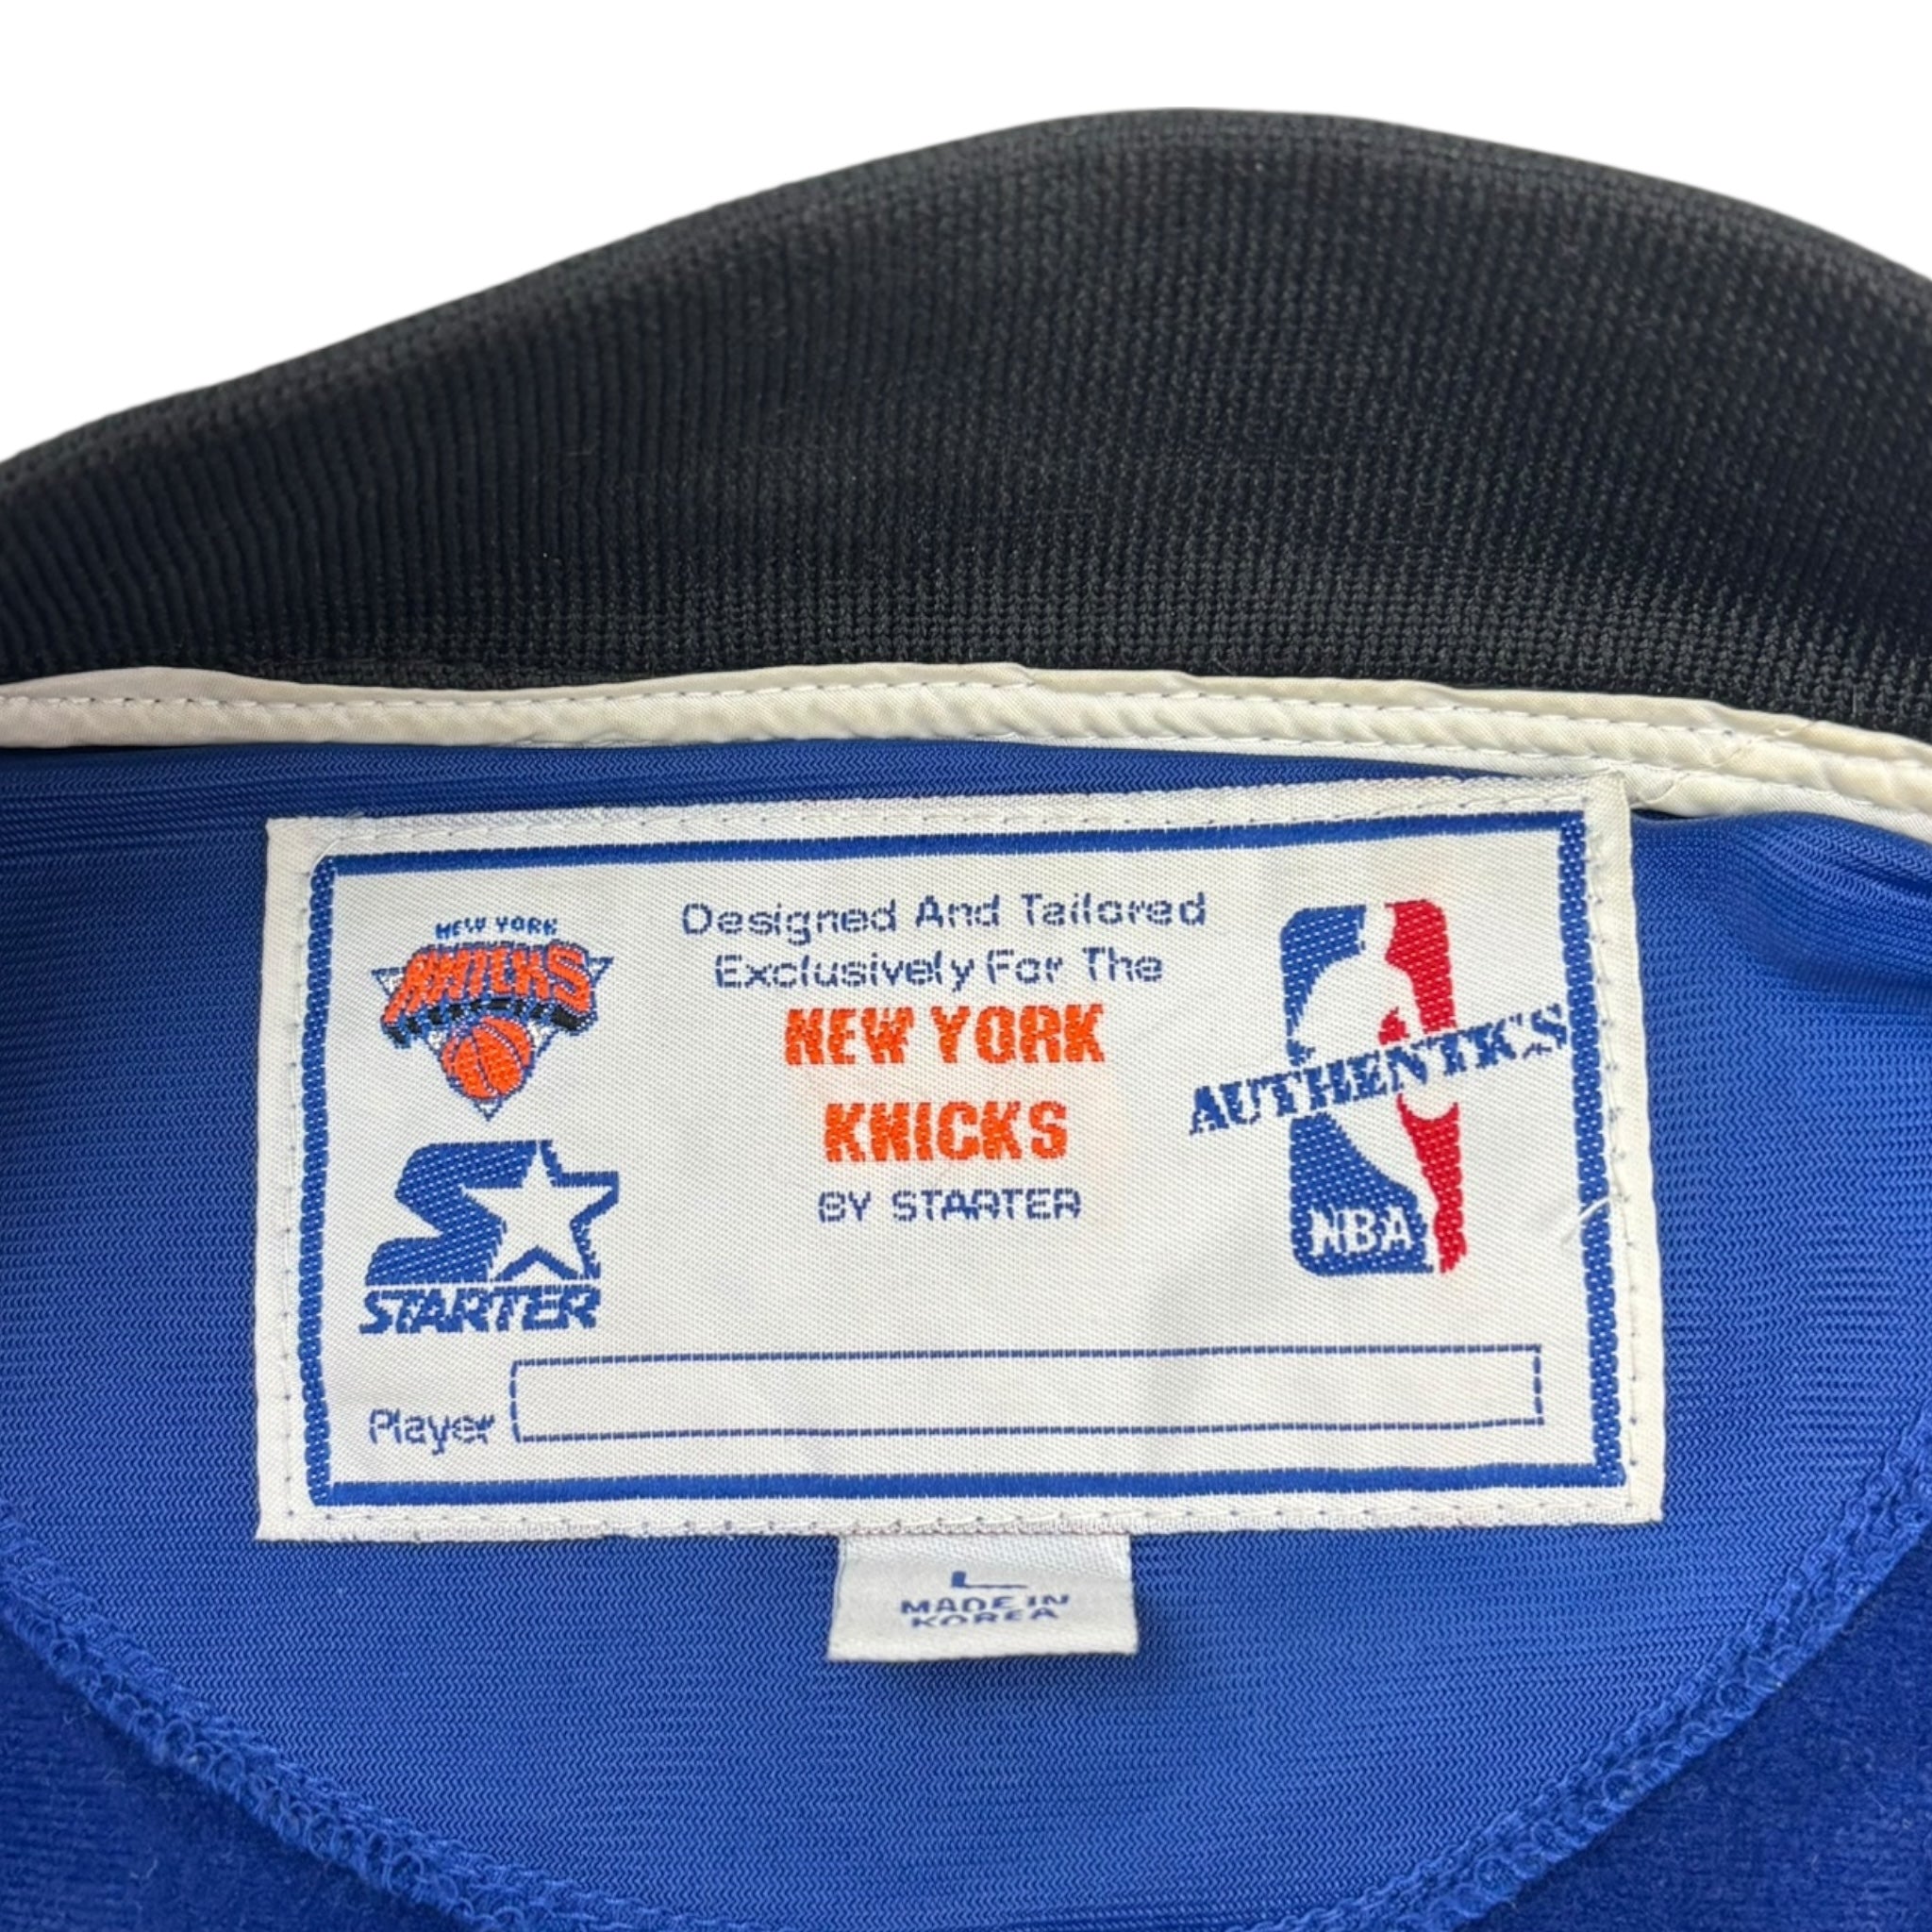 NEW YORK
KNICKS
Designed And Tailored
Exclusively For The
NEW YORK
KNICKS
BY STARTER
AUTHENTICS
NBA
STARTER
Player
L
MADE IN
KOREA